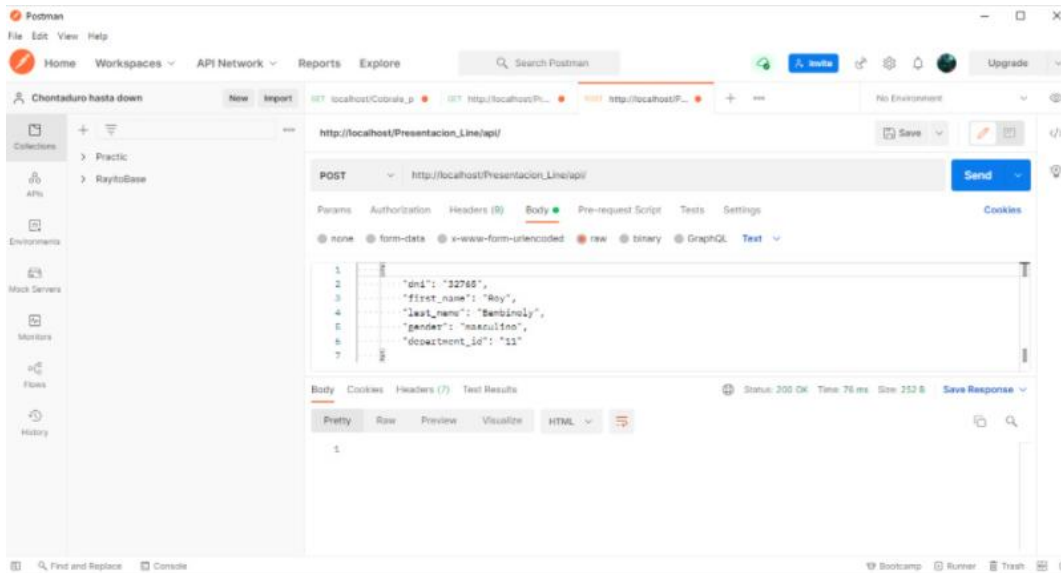 Postman
File Edit View Help
Home Workspaces API Network Reports Explore Search Postman Invite Upgrade
Chontaduro hasta down New Import GET localhost/Cobrale_p GET http://localhost/Pr... POST http://localhost/P... No Environment
Collections
APIs
Environments
Mock Servers
Monitors
Flows
History
Practic
RayitoBase
http://localhost/Presentacion_Line/api/ Save
POST http://localhost/Presentacion_Line/api/ Send
Params Authorization Headers (9) Body Pre-request Script Tests Settings Cookies
none form-data x-www-form-urlencoded raw binary GraphQL Text
1
2 "dni": "32768",
3 "first_name": "Roy",
4 "last_name": "Bambinoly",
5 "gender": "masculino",
6 "department_id": "11"
7
Body Cookies Headers (7) Test Results Status: 200 OK Time: 76 ms Size: 252 B Save Response
Pretty Raw Preview Visualize HTML
1
Find and Replace Console Bootcamp Runner Trash